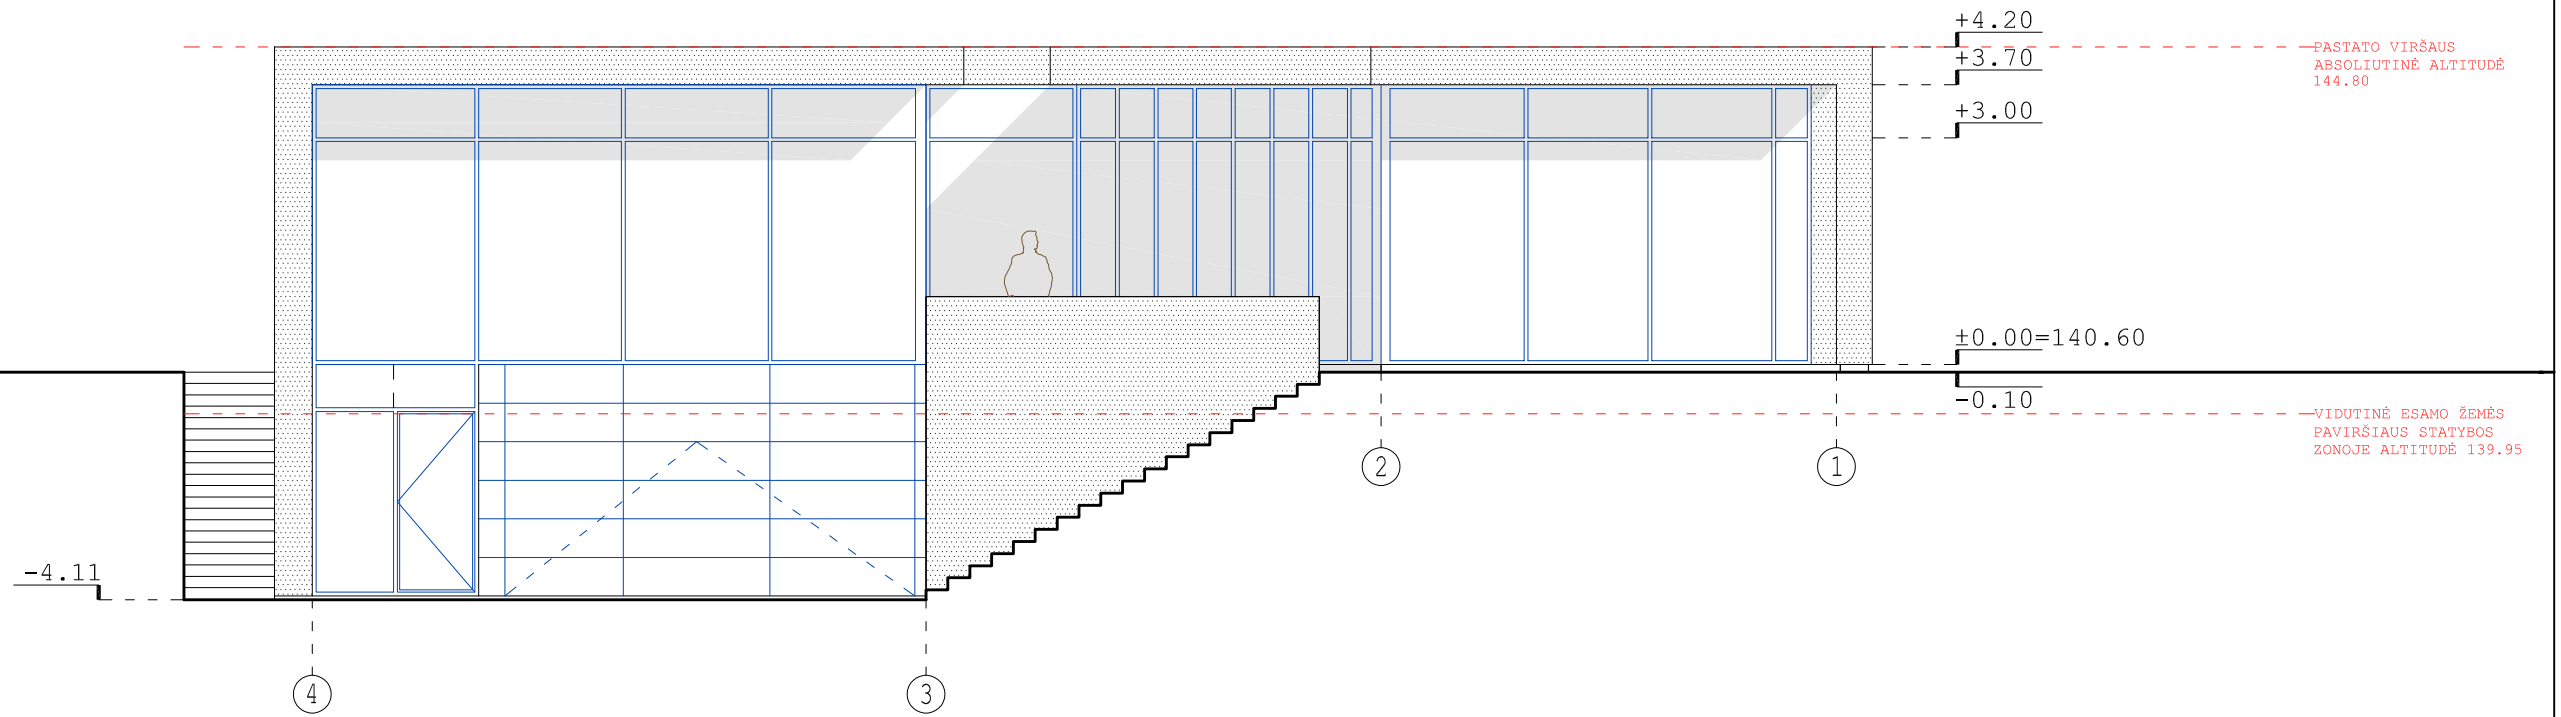 +4.20
PASTATO VIRŠAUS
ABSOLIUTINĖ ALTITUDĖ
144.80
+3.70
+3.00
±0.00=140.60
-0.10
VIDUTINĖ ESAMO ŽEMĖS
PAVIRŠIAUS STATYBOS
ZONOJE ALTITUDĖ 139.95
2
1
-4.11
4
3